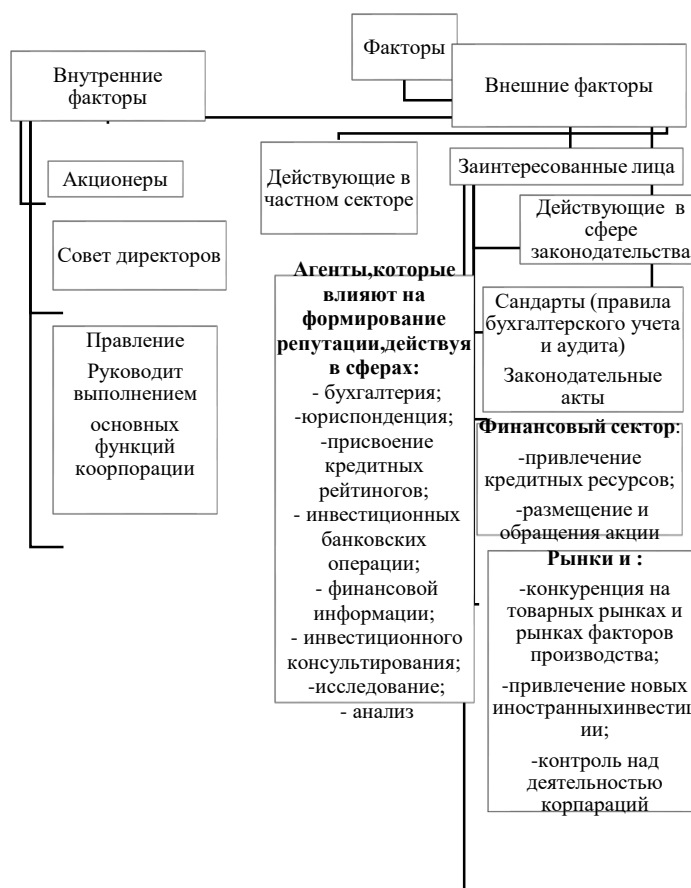 Факторы
Внутренние
факторы
Внешние факторы
Акционеры
Совет директоров
Правление
Руководит
выполнением
основных
функций
коорпорации
Действующие в
частном секторе
Агенты,которые
влияют на
формирование
репутации,действуя
в сферах:
- бухгалтерия;
-юриспонденция;
-присвоение
кредитных
рейтиногов;
- инвестиционных
банковских
операции;
- финансовой
информации;
- инвестиционного
консультирования;
-исследование;
- анализ
Заинтересованные лица
Действующие в
сфере
законодательства
Сандарты (правила
бухгалтерского учета
и аудита)
Законодательные
акты
Финансовый сектор:
-привлечение
кредитных ресурсов;
-размещение и
обращения акции
Рынки и :
-конкуренция на
товарных рынках и
рынках факторов
производства;
-привлечение новых
иностранныхинвестиц
ии;
-контроль над
деятельностью
корпараций